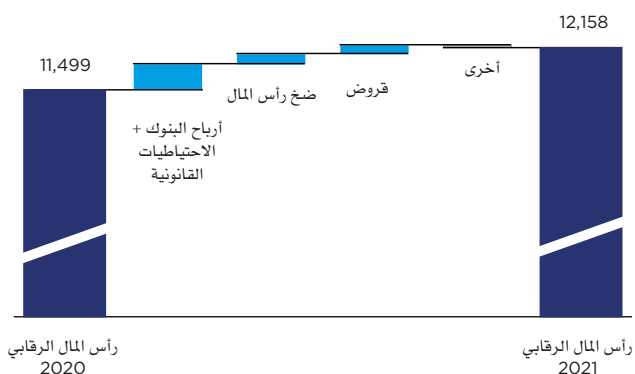 12,158
11,499
أخرى
قروض
ضخ رأس المال
أرباح البنوك +
الاحتياطيات
القانونية
رأس المال الرقابي
2020
رأس المال الرقابي
2021